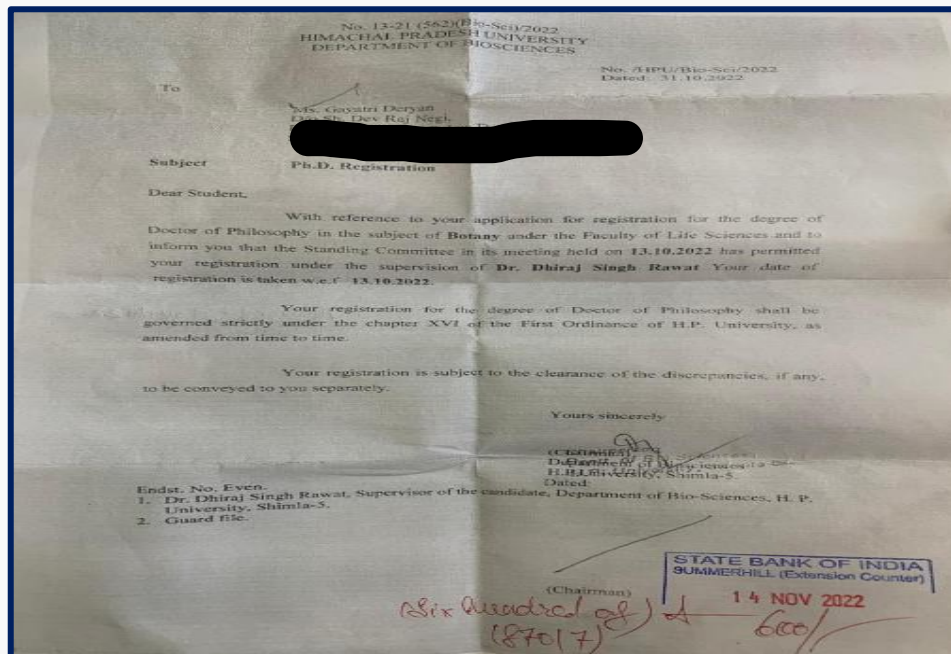 No. 13-21 (562)(Bio-Sci)/2022
HIMACHAL PRADESH UNIVERSITY
DEPARTMENT OF BIOSCIENCES
No. /HPU/Bio-Sci/2022
Dated: 31.10.2022
To
Ms. Gayatri Deryan
D/o Sh. Dev Raj Negi,
Subject Ph.D. Registration
Dear Student,
With reference to your application for registration for the degree of
Doctor of Philosophy in the subject of Botany under the Faculty of Life Sciences and to
inform you that the Standing Committee in its meeting held on 13.10.2022 has permitted
your registration under the supervision of Dr. Dhiraj Singh Rawat Your date of
registration is taken w.e.f 13.10.2022.
Your registration for the degree of Doctor of Philosophy shall be
governed strictly under the chapter XVI of the First Ordinance of H.P. University, as
amended from time to time.
Your registration is subject to the clearance of the discrepancies, if any,
to be conveyed to you separately.
Yours sincerely
(Chairman)
Department of Biosciences
H.P.University, Shimla-5.
Dated:
Endst. No. Even.
1. Dr. Dhiraj Singh Rawat, Supervisor of the candidate, Department of Bio-Sciences, H. P.
University, Shimla-5.
2. Guard file.
(Chairman)
STATE BANK OF INDIA
SUMMERHILL (Extension Counter)
14 NOV 2022
(Six hundred of)
(87017)
600/